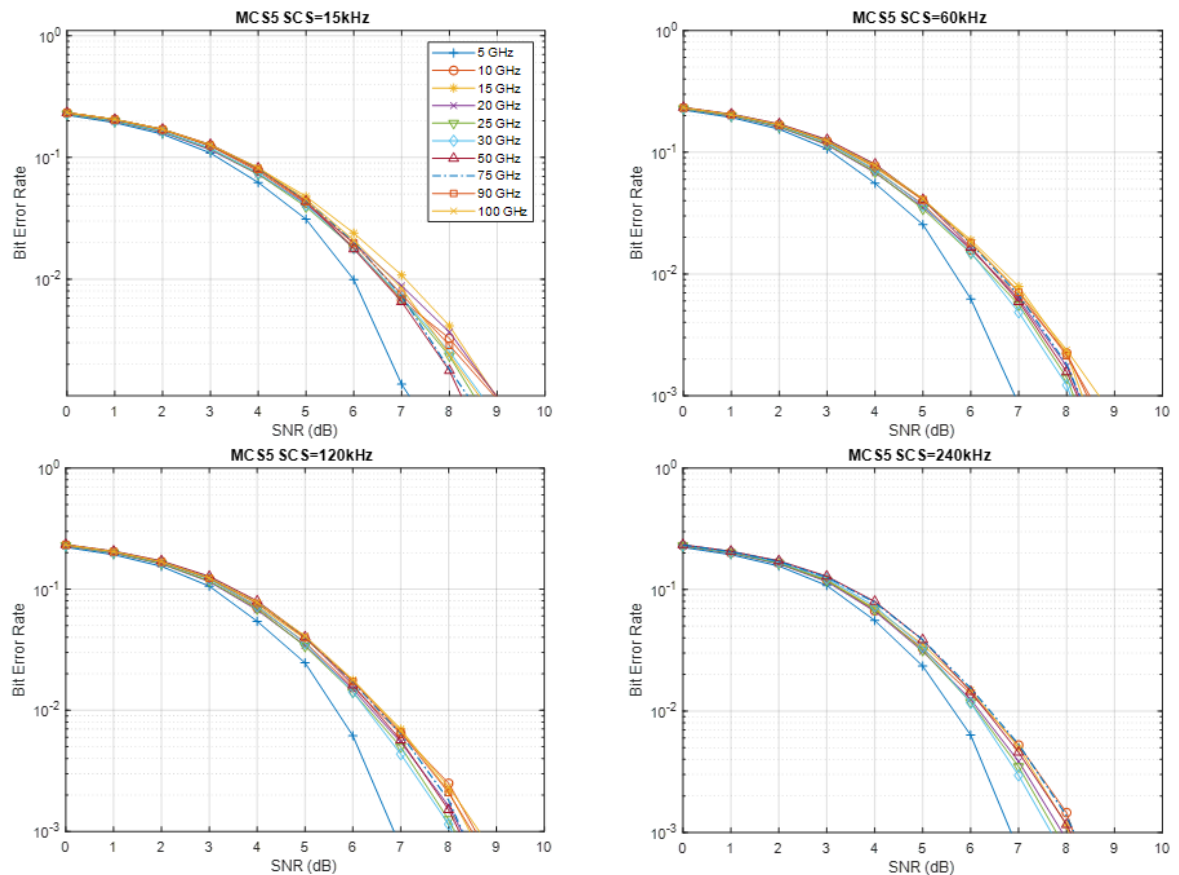 MCS5 SCS=15kHz
10^0
10^-1
10^-2
Bit Error Rate
0 1 2 3 4 5 6 7 8 9 10
SNR (dB)
5 GHz
10 GHz
15 GHz
20 GHz
25 GHz
30 GHz
50 GHz
75 GHz
90 GHz
100 GHz
MCS5 SCS=60kHz
10^0
10^-1
10^-2
10^-3
Bit Error Rate
0 1 2 3 4 5 6 7 8 9 10
SNR (dB)
MCS5 SCS=120kHz
10^0
10^-1
10^-2
10^-3
Bit Error Rate
0 1 2 3 4 5 6 7 8 9 10
SNR (dB)
MCS5 SCS=240kHz
10^0
10^-1
10^-2
10^-3
Bit Error Rate
0 1 2 3 4 5 6 7 8 9 10
SNR (dB)